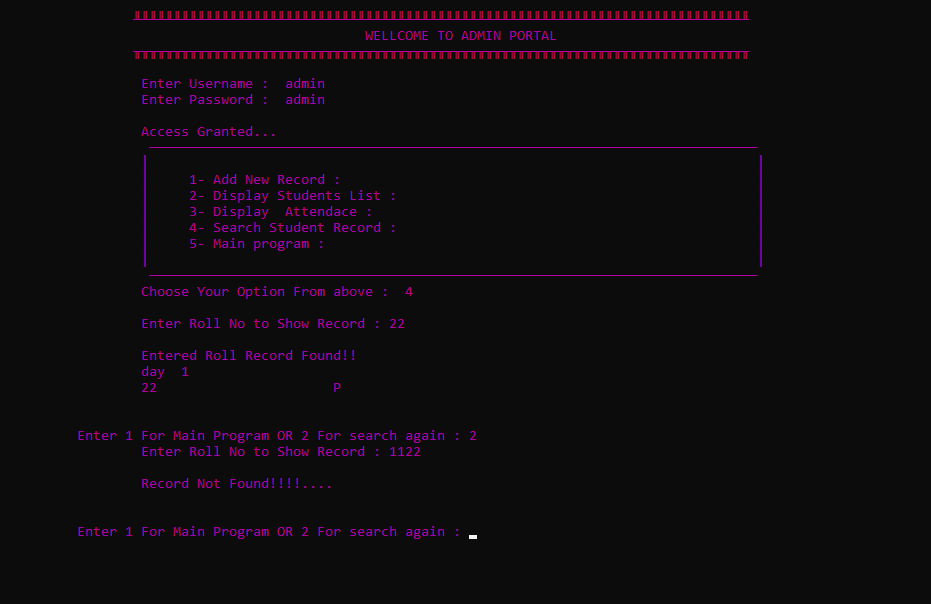 WELLCOME TO ADMIN PORTAL
Enter Username :  admin
Enter Password :  admin
Access Granted...
1- Add New Record :
2- Display Students List :
3- Display  Attendace :
4- Search Student Record :
5- Main program :
Choose Your Option From above :  4
Enter Roll No to Show Record : 22
Entered Roll Record Found!!
day  1
22                      P
Enter 1 For Main Program OR 2 For search again : 2
Enter Roll No to Show Record : 1122
Record Not Found!!!!....
Enter 1 For Main Program OR 2 For search again :